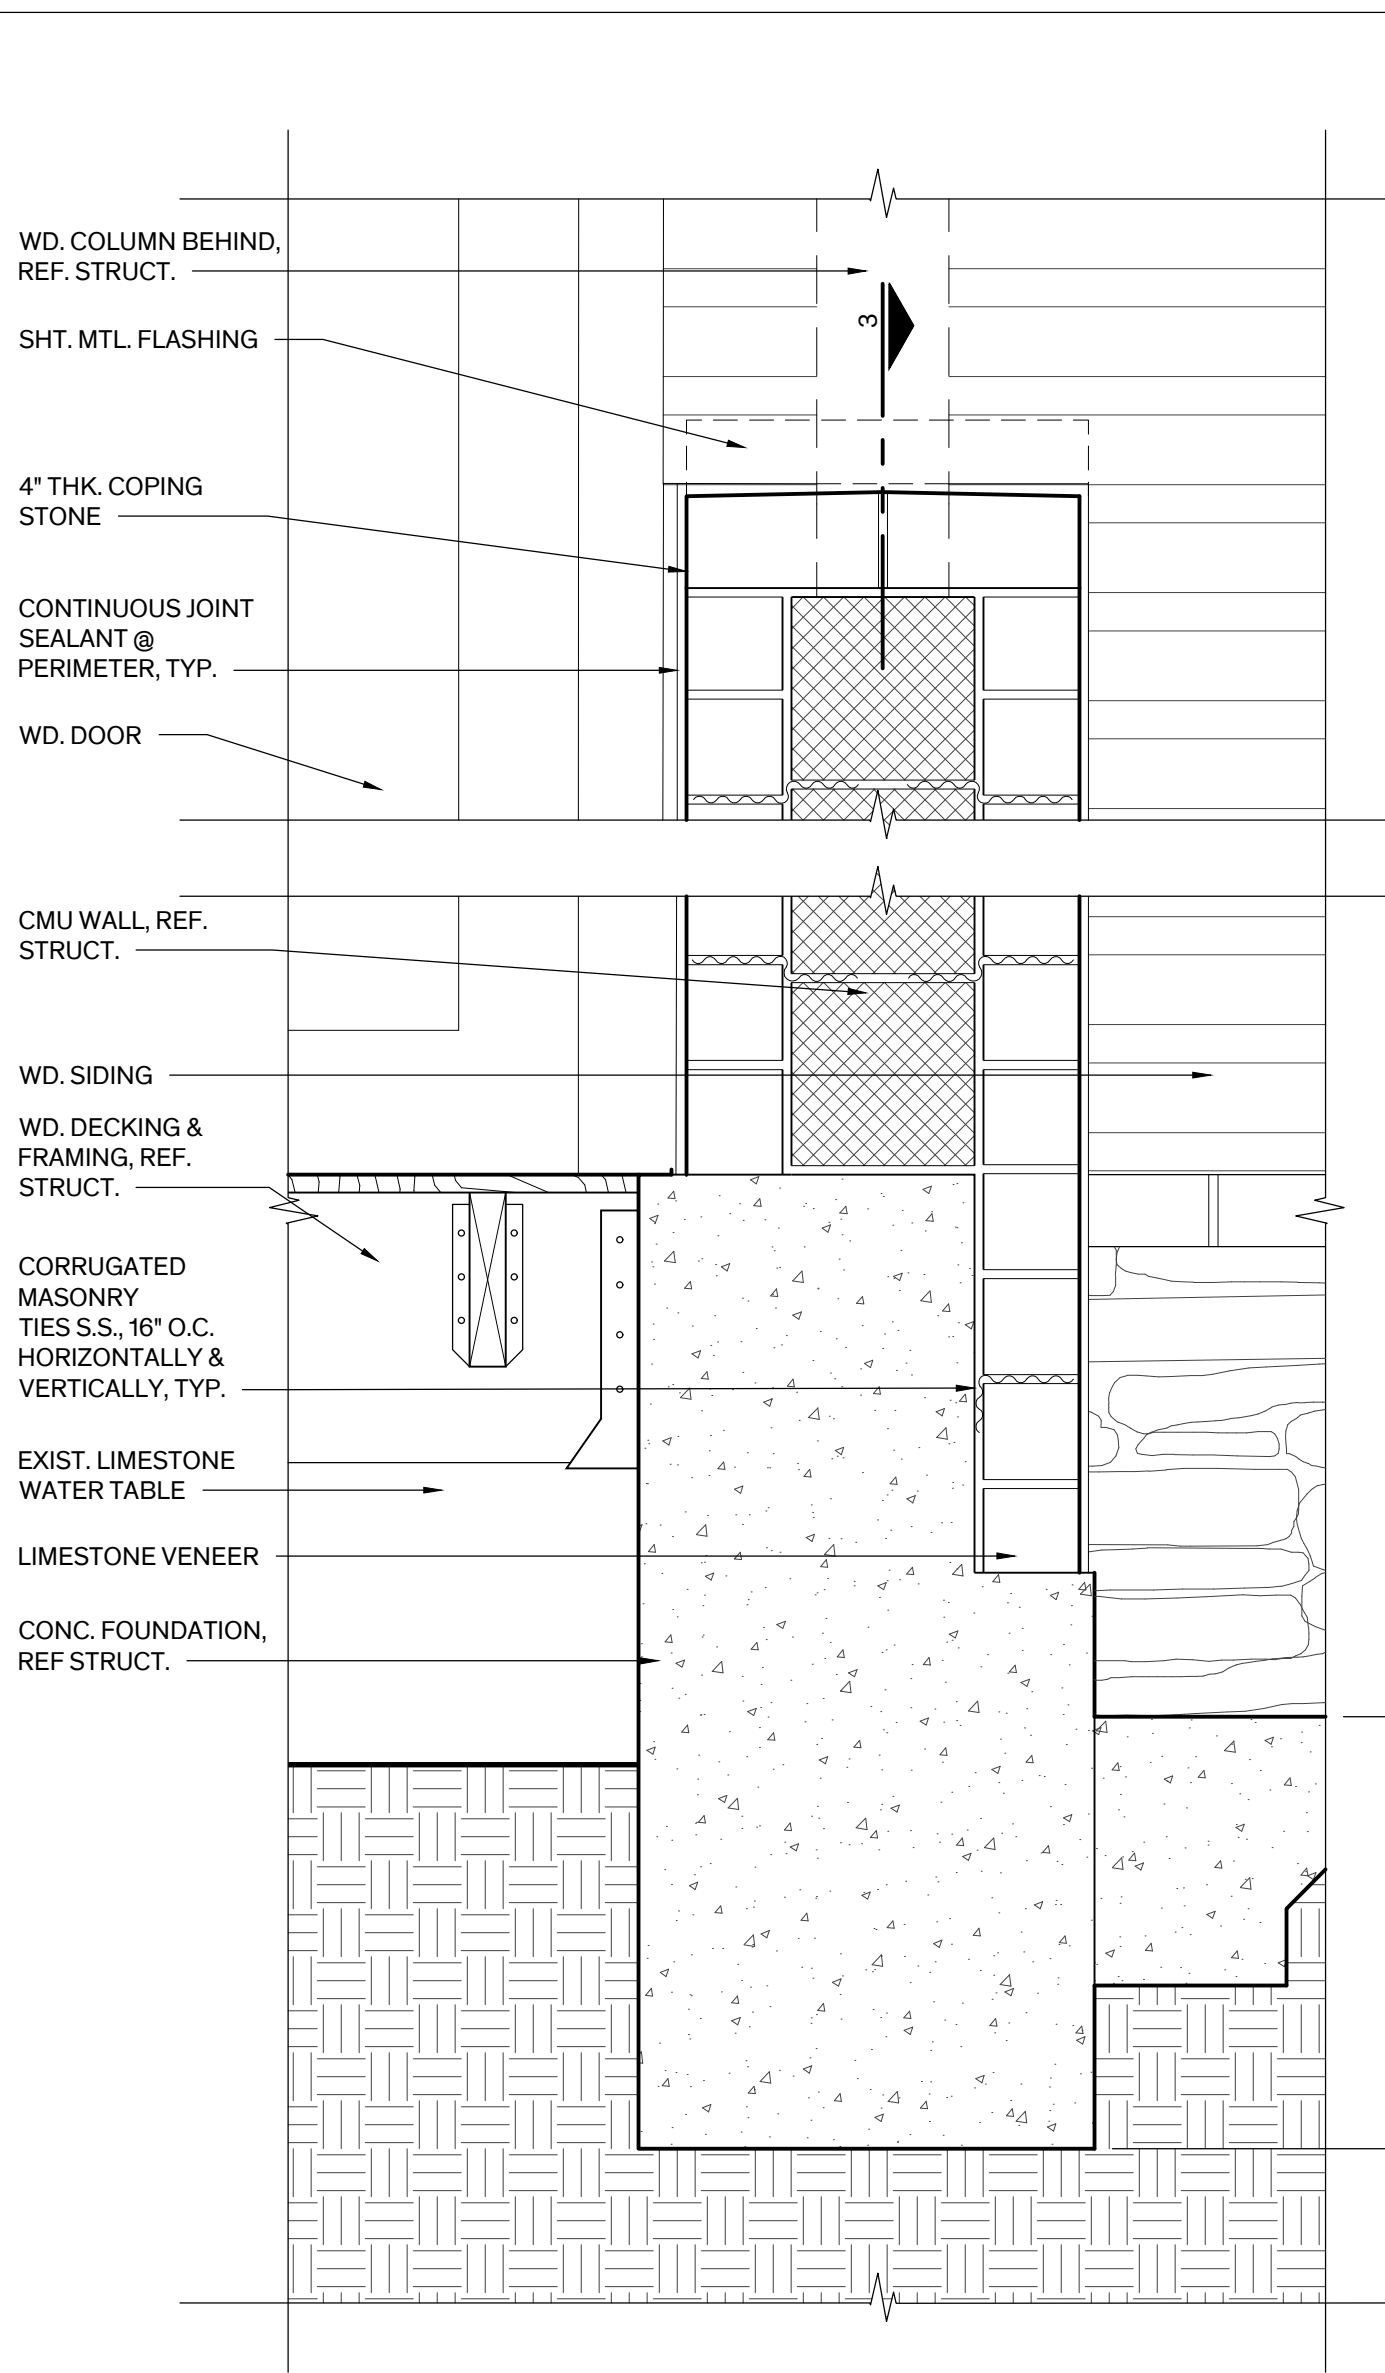 WD. COLUMN BEHIND,
REF. STRUCT.
3
SHT. MTL. FLASHING
4" THK. COPING
STONE
CONTINUOUS JOINT
SEALANT @
PERIMETER, TYP.
WD. DOOR
CMU WALL, REF.
STRUCT.
WD. SIDING
WD. DECKING &
FRAMING, REF.
STRUCT.
CORRUGATED
MASONRY
TIES S.S., 16" O.C.
HORIZONTALLY &
VERTICALLY, TYP.
EXIST. LIMESTONE
WATER TABLE
LIMESTONE VENEER
CONC. FOUNDATION,
REF STRUCT.